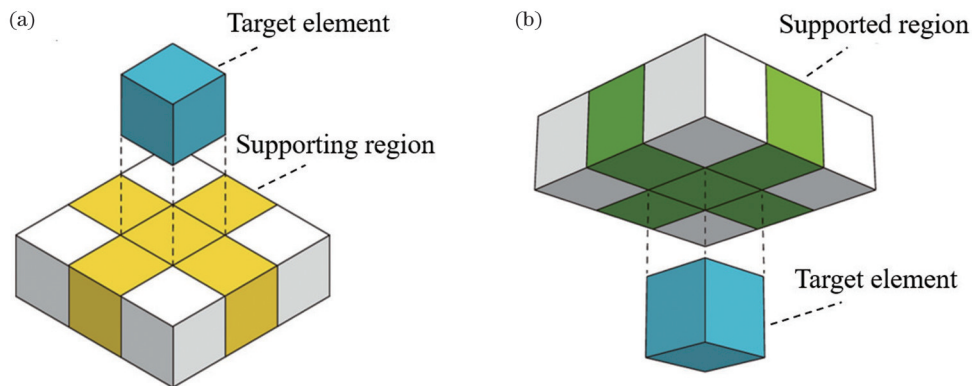 (a)
Target element
Supporting region
(b)
Supported region
Target element